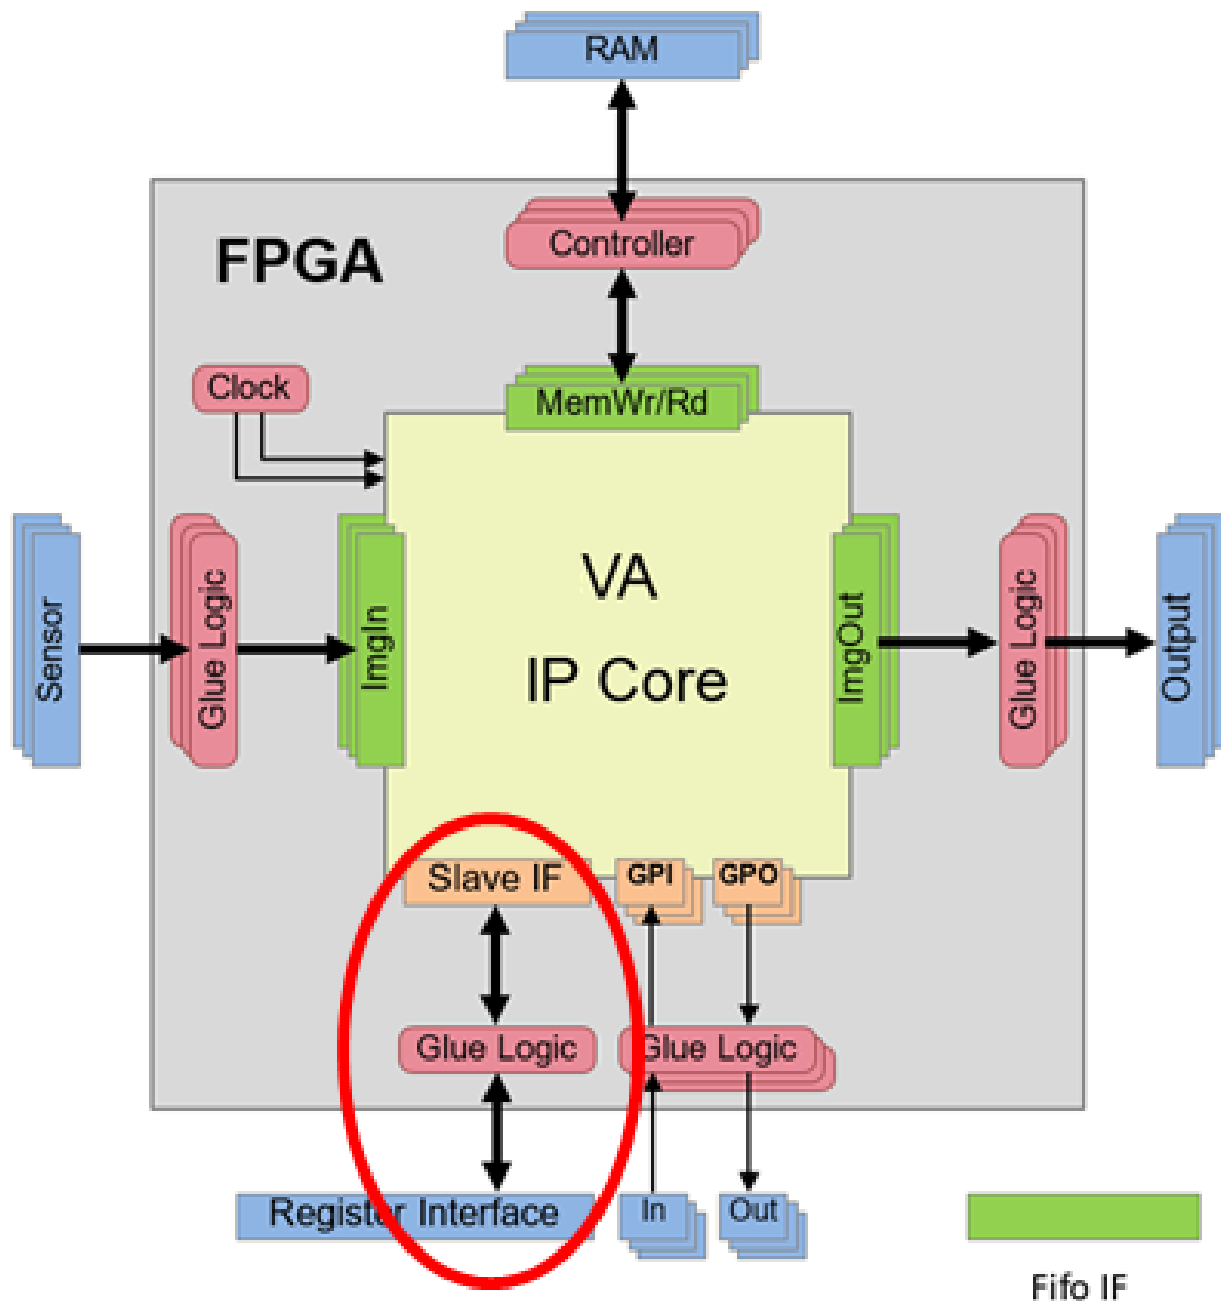 RAM
Controller
FPGA
Clock
MemWr/Rd
Sensor
Glue Logic
ImgIn
VA
IP Core
ImgOut
Glue Logic
Output
Slave IF
GPI
GPO
Glue Logic
Glue Logic
Register Interface
In
Out
Fifo IF